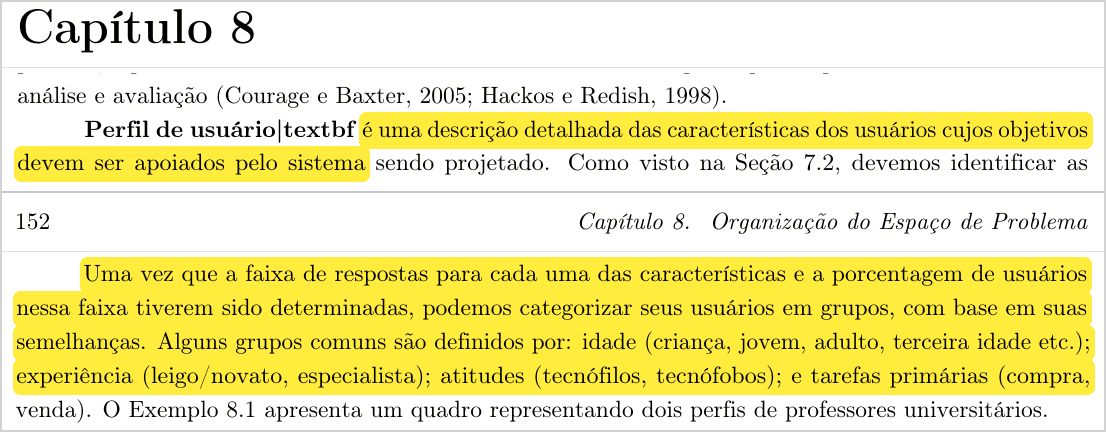 Capítulo 8
análise e avaliação (Courage e Baxter, 2005; Hackos e Redish, 1998).
Perfil de usuário|textbf é uma descrição detalhada das características dos usuários cujos objetivos
devem ser apoiados pelo sistema sendo projetado. Como visto na Seção 7.2, devemos identificar as
152 Capítulo 8. Organização do Espaço de Problema
Uma vez que a faixa de respostas para cada uma das características e a porcentagem de usuários
nessa faixa tiverem sido determinadas, podemos categorizar seus usuários em grupos, com base em suas
semelhanças. Alguns grupos comuns são definidos por: idade (criança, jovem, adulto, terceira idade etc.);
experiência (leigo/novato, especialista); atitudes (tecnófilos, tecnófobos); e tarefas primárias (compra,
venda). O Exemplo 8.1 apresenta um quadro representando dois perfis de professores universitários.